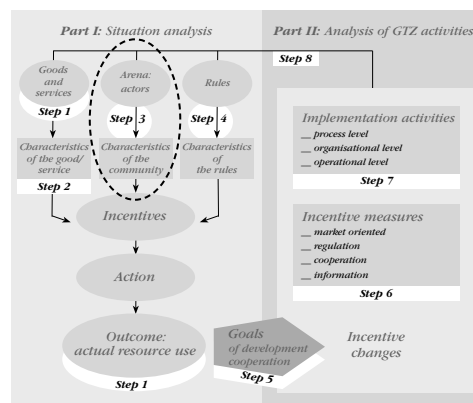 Part I: Situation analysis
Part II: Analysis of GTZ activities
Step 8
Goods
and
services
Step 1
Arena:
actors
Step 3
Rules
Step 4
Characteristics
of the good/
service
Step 2
Characteristics
of the
community
Characteristics
of
the rules
Incentives
Action
Outcome:
actual resource use
Step 1
Goals
of development
cooperation
Step 5
Implementation activities
__ process level
__ organisational level
__ operational level
Step 7
Incentive measures
__ market oriented
__ regulation
__ cooperation
__ information
Step 6
Incentive
changes